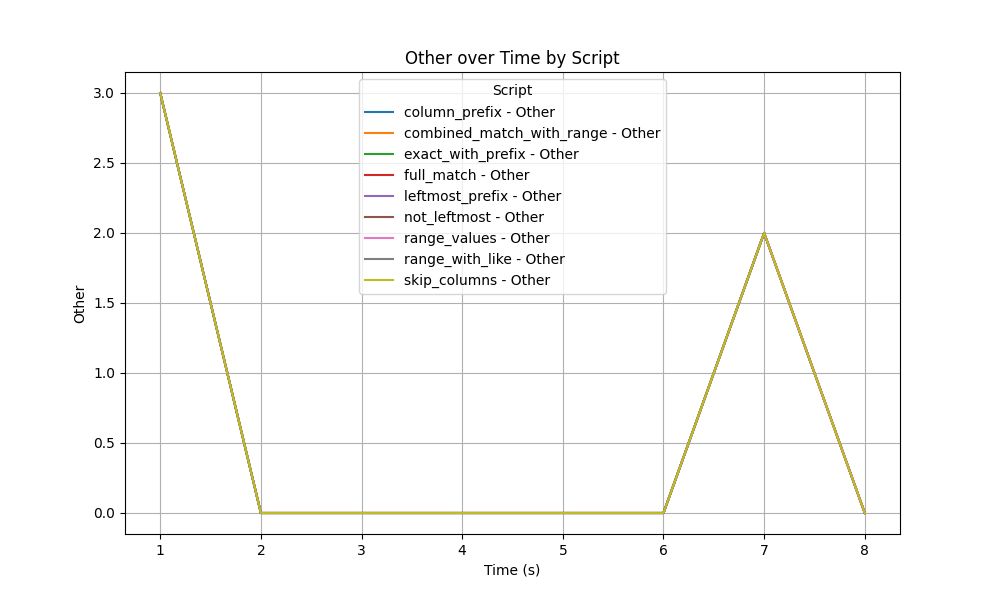 Other over Time by Script
Script
column_prefix - Other
combined_match_with_range - Other
exact_with_prefix - Other
full_match - Other
leftmost_prefix - Other
not_leftmost - Other
range_values - Other
range_with_like - Other
skip_columns - Other
Other
3.0
2.5
2.0
1.5
1.0
0.5
0.0
1 2 3 4 5 6 7 8
Time (s)